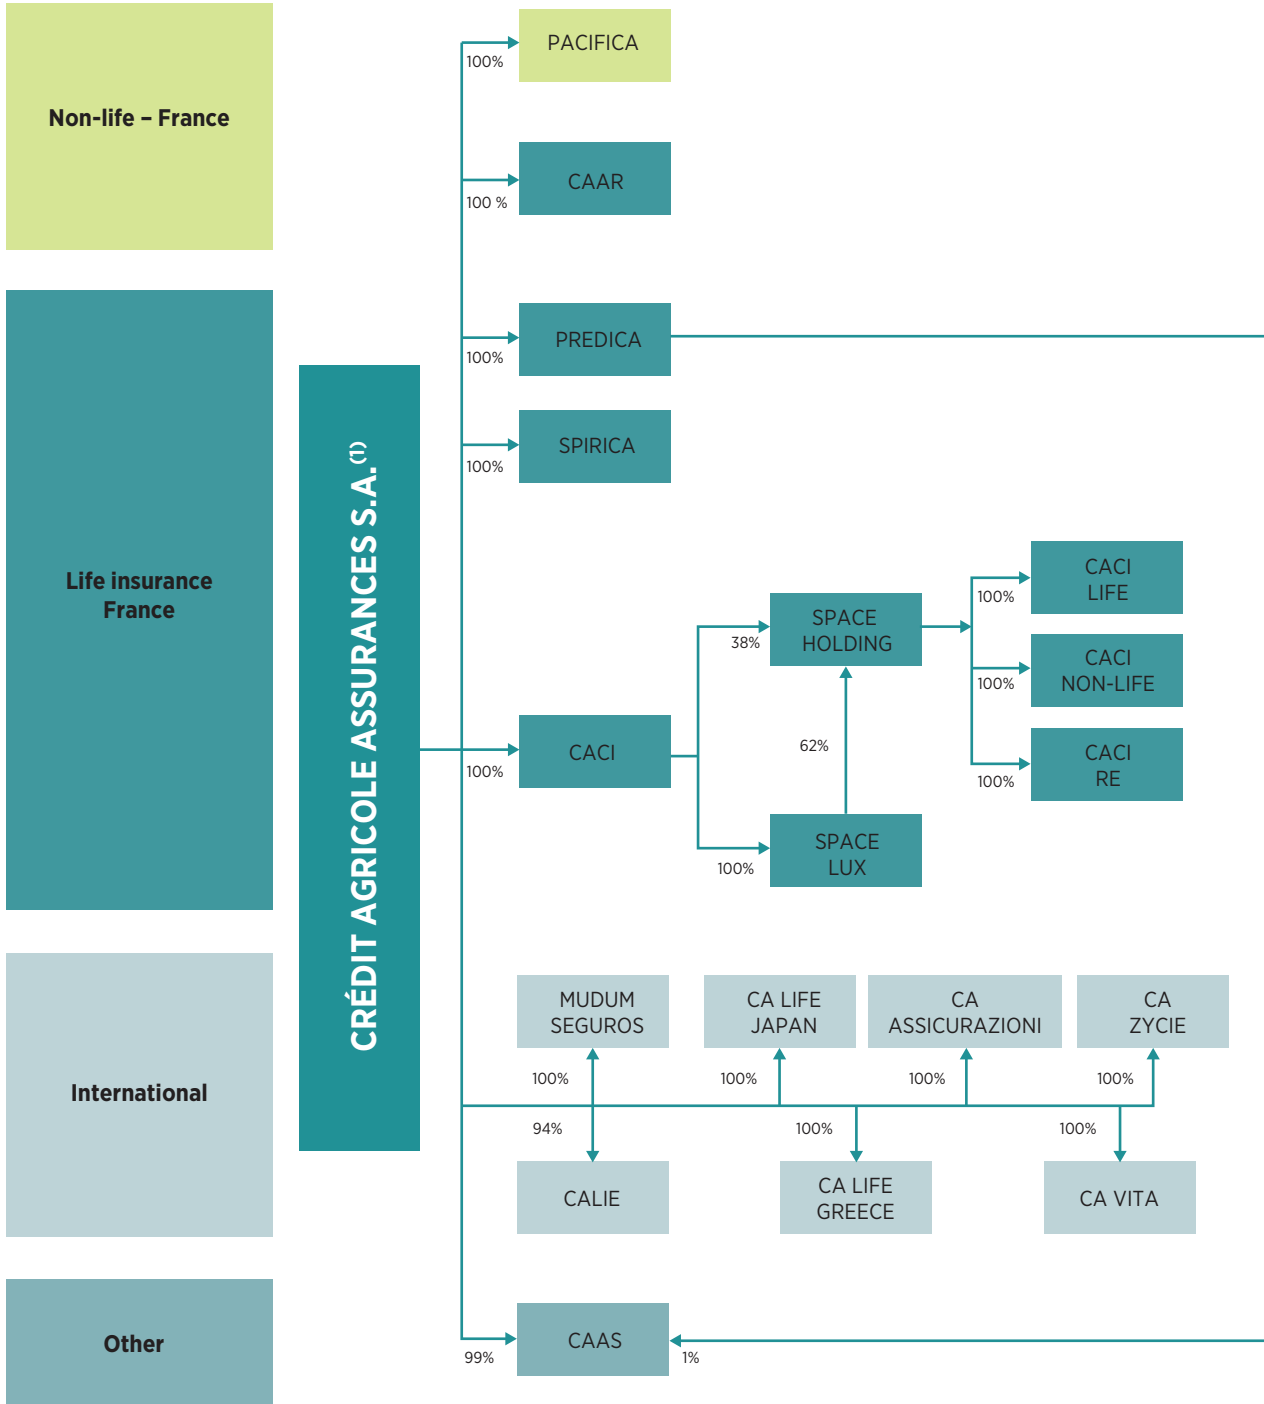 Non-life – France
Life insurance
France
International
Other
CRÉDIT AGRICOLE ASSURANCES S.A.(1)
PACIFICA
100%
CAAR
100 %
PREDICA
100%
SPIRICA
100%
CACI
100%
SPACE
HOLDING
38%
62%
SPACE
LUX
100%
CACI
LIFE
100%
CACI
NON-LIFE
100%
CACI
RE
100%
MUDUM
SEGUROS
CA LIFE
JAPAN
CA
ASSICURAZIONI
CA
ZYCIE
100%
100%
100%
100%
94%
100%
100%
CALIE
CA LIFE
GREECE
CA VITA
CAAS
99%
1%